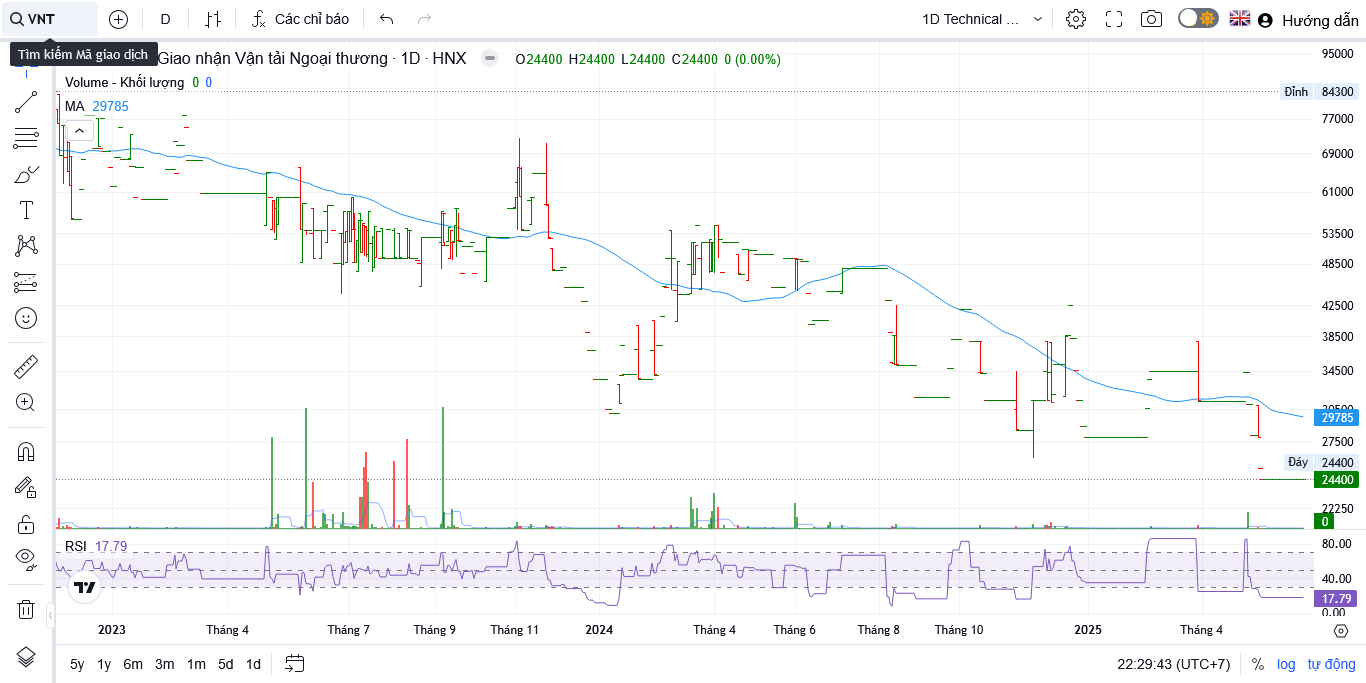 VNT
D
Các chỉ báo
1D Technical ...
Hướng dẫn
Tìm kiếm Mã giao dịch
Giao nhận Vận tải Ngoại thương · 1D · HNX
O24400 H24400 L24400 C24400 0 (0.00%)
Volume - Khối lượng 0 0
MA 29785
95000
Đỉnh 84300
77000
69000
61000
53500
48500
42500
38500
34500
29785
27500
Đáy 24400
24400
22250
0
RSI 17.79
80.00
40.00
17.79
0.00
2023 Tháng 4 Tháng 7 Tháng 9 Tháng 11 2024 Tháng 4 Tháng 6 Tháng 8 Tháng 10 2025 Tháng 4
5y 1y 6m 3m 1m 5d 1d
22:29:43 (UTC+7) % log tự động